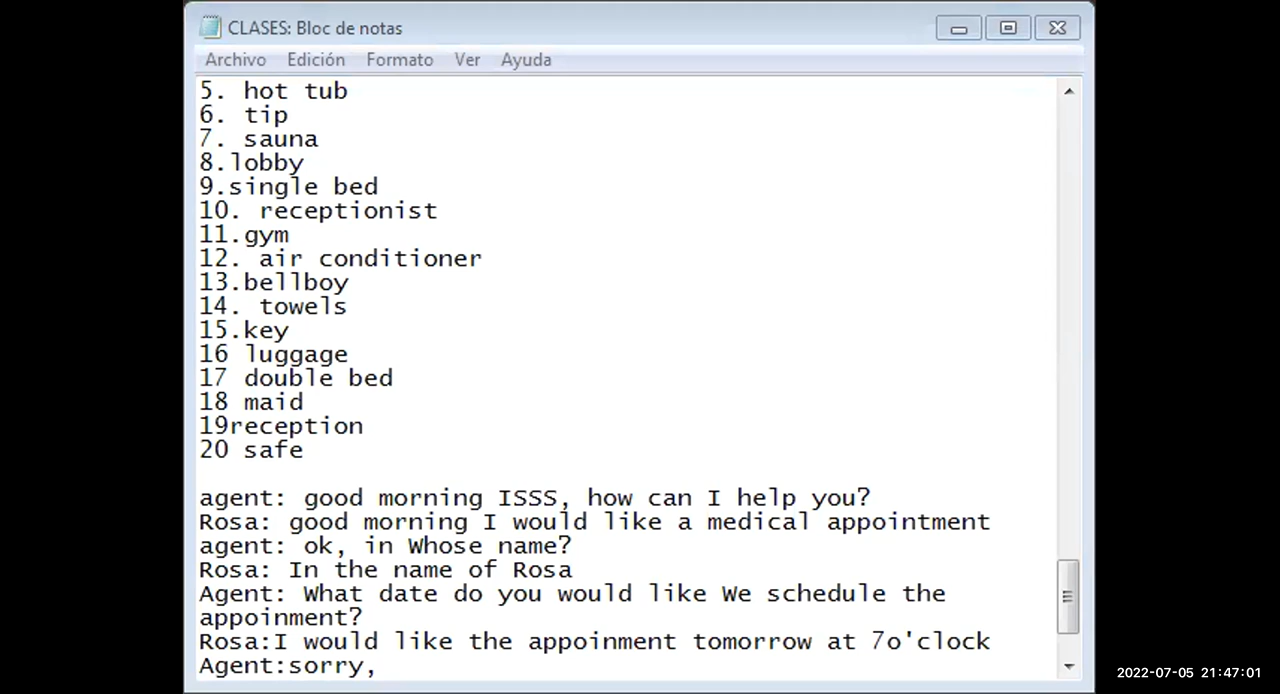 CLASES: Bloc de notas
Archivo Edición Formato Ver Ayuda
5. hot tub
6. tip
7. sauna
8.lobby
9.single bed
10. receptionist
11.gym
12. air conditioner
13.bellboy
14. towels
15.key
16 luggage
17 double bed
18 maid
19reception
20 safe
agent: good morning ISSS, how can I help you?
Rosa: good morning I would like a medical appointment
agent: ok, in Whose name?
Rosa: In the name of Rosa
Agent: What date do you would like We schedule the
appoinment?
Rosa:I would like the appoinment tomorrow at 7o'clock
Agent:sorry,
2022-07-05 21:47:01